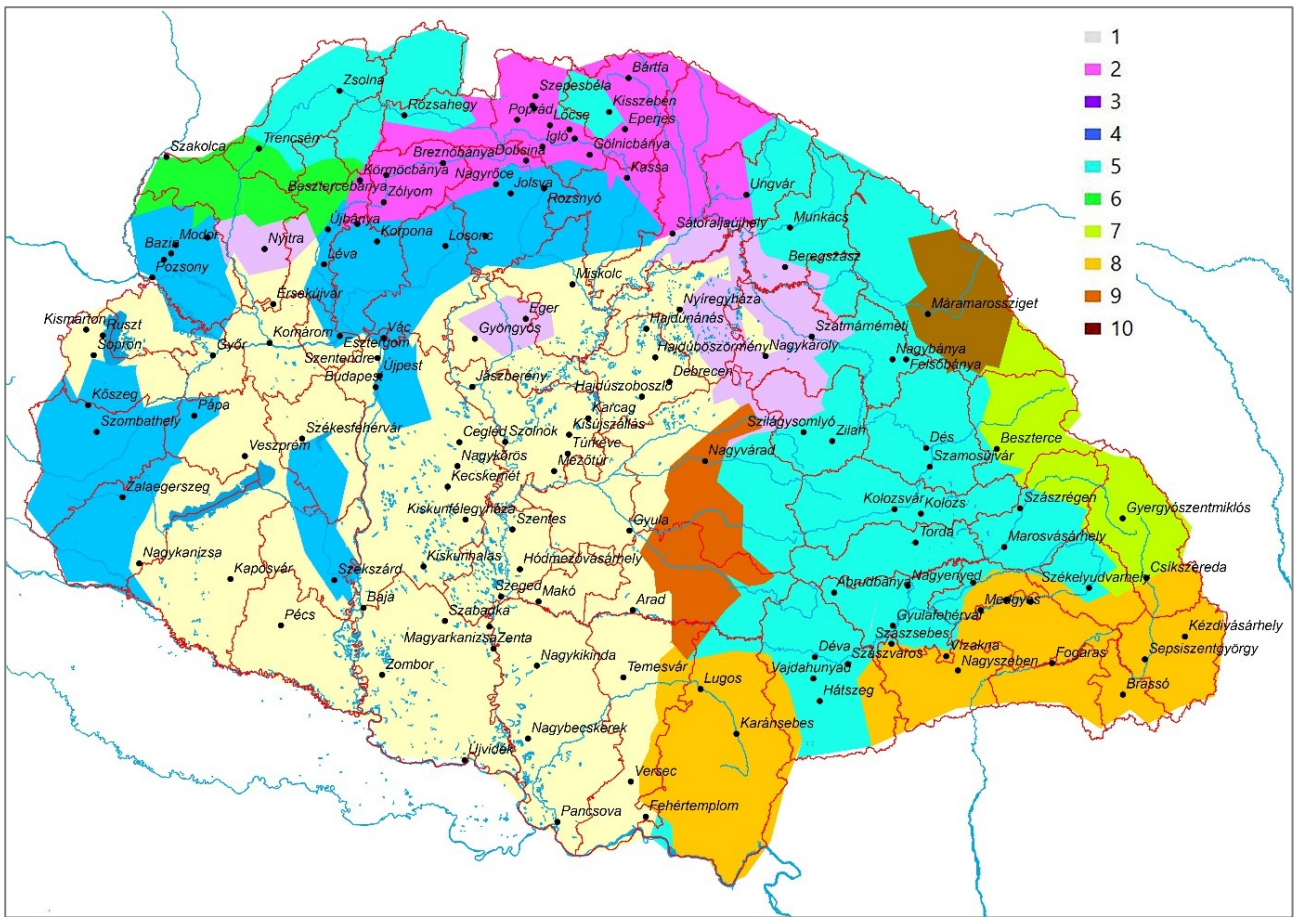 1
2
3
4
5
6
7
8
9
10
Bártfa
Zsolna
Szepesbéla
Rózsahegy
Poprád
Kisszeben
Lőcse
Eperjes
Trencsén
Igló
Szakolca
Gölnicbánya
Breznóbánya
Dobsina
Körmöcbánya
Nagyrőce
Kassa
Besztercebánya
Jolsva
Zólyom
Rozsnyó
Ungvár
Újbánya
Sátoraljaújhely
Munkács
Modor
Korpona
Bazin
Nyitra
Losonc
Léva
Beregszász
Pozsony
Miskolc
Érsekújvár
Nyíregyháza
Máramarossziget
Eger
Kismarton
Ruszt
Hajdúnánás
Komárom
Vác
Gyöngyös
Szatmárnémeti
Sopron
Győr
Esztergom
Hajdúböszörmény
Nagykároly
Szentendre
Nagybánya
Újpest
Felsőbánya
Budapest
Jászberény
Debrecen
Hajdúszoboszló
Kőszeg
Pápa
Karcag
Szombathely
Kisújszállás
Szilágysomlyó
Székesfehérvár
Cegléd
Szolnok
Zilah
Dés
Beszterce
Veszprém
Túrkeve
Nagyvárad
Nagykőrös
Mezőtúr
Szamosújvár
Kecskemét
Zalaegerszeg
Kolozsvár
Kolozs
Szászrégen
Kiskunfélegyháza
Szentes
Gyula
Gyergyószentmiklós
Torda
Marosvásárhely
Nagykanizsa
Kiskunhalas
Hódmezővásárhely
Kaposvár
Szekszárd
Csíkszereda
Szeged
Makó
Abrudbánya
Nagyenyed
Székelyudvarhely
Baja
Arad
Medgyes
Pécs
Szabadka
Gyulafehérvár
Kézdivásárhely
Magyarkanizsa
Zenta
Szászsebes
Sepsiszentgyörgy
Zombor
Nagykikinda
Temesvár
Déva
Szászváros
Vízakna
Fogaras
Vajdahunyad
Nagyszeben
Lugos
Hátszeg
Brassó
Karánsebes
Nagybecskerek
Újvidék
Versec
Pancsova
Fehértemplom